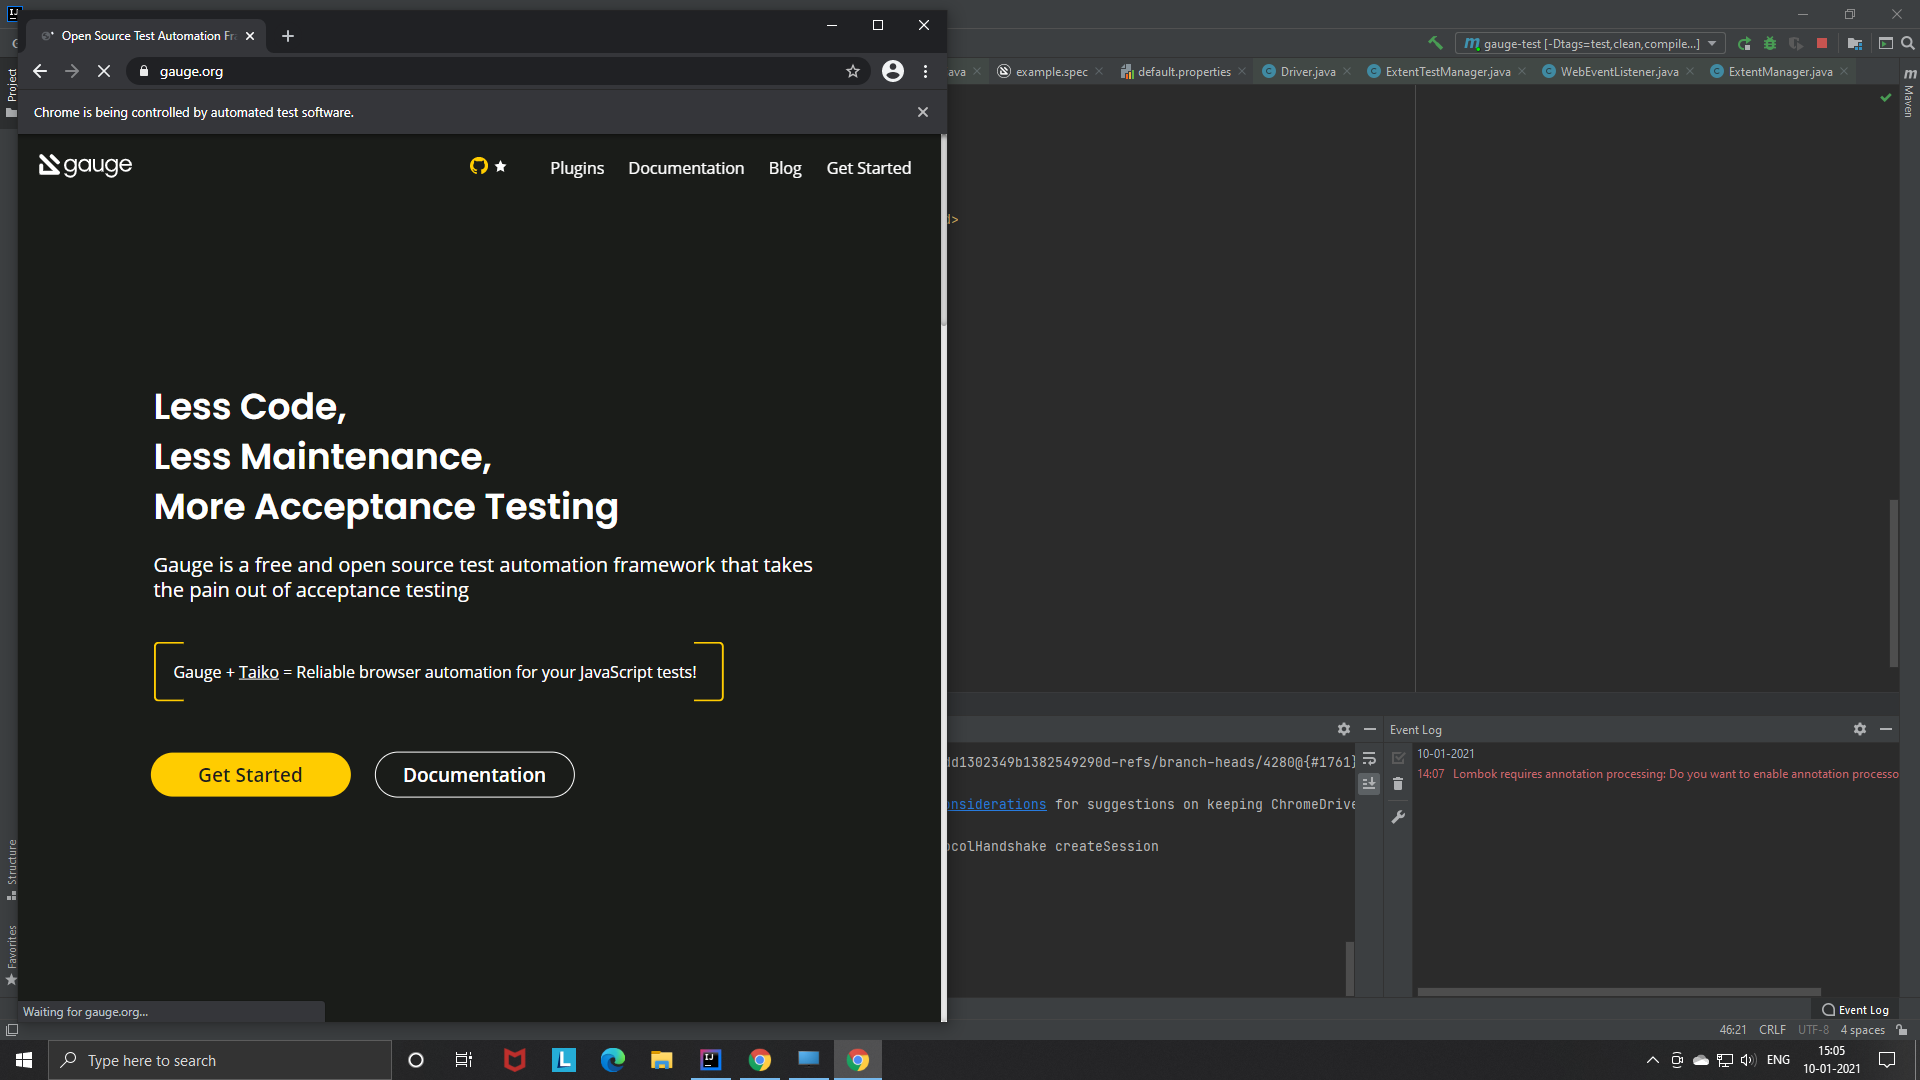 Open Source Test Automation Fr
gauge.org
Chrome is being controlled by automated test software.
gauge
Plugins
Documentation
Blog
Get Started
Less Code,
Less Maintenance,
More Acceptance Testing
Gauge is a free and open source test automation framework that takes
the pain out of acceptance testing
Gauge + Taiko = Reliable browser automation for your JavaScript tests!
Get Started
Documentation
Waiting for gauge.org...
gauge-test [-Dtags=test,clean,compile...]
ava
example.spec
default.properties
Driver.java
ExtentTestManager.java
WebEventListener.java
ExtentManager.java
Project
Maven
Structure
Favorites
>
dd1302349b1382549290d-refs/branch-heads/4280@{#1761}
onsiderations for suggestions on keeping ChromeDrive
ocolHandshake createSession
Event Log
10-01-2021
14:07 Lombok requires annotation processing: Do you want to enable annotation processo
Event Log
46:21 CRLF UTF-8 4 spaces
Type here to search
ENG
15:05
10-01-2021